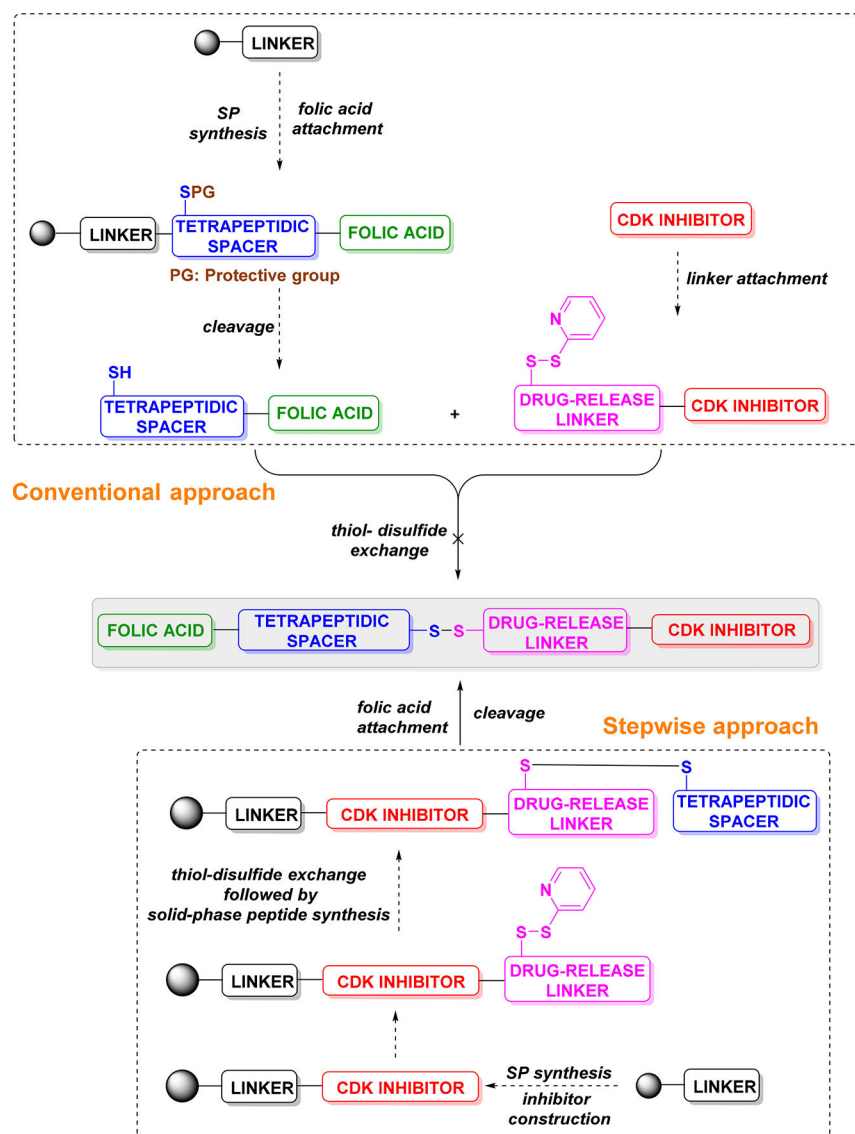 LINKER
SP
synthesis
folic acid
attachment
SPG
LINKER
TETRAPEPTIDIC
SPACER
FOLIC ACID
PG: Protective group
CDK INHIBITOR
cleavage
linker attachment
N
S–S
SH
TETRAPEPTIDIC
SPACER
FOLIC ACID
+
DRUG-RELEASE
LINKER
CDK INHIBITOR
Conventional approach
thiol- disulfide
exchange
FOLIC ACID
TETRAPEPTIDIC
SPACER
S–S
DRUG-RELEASE
LINKER
CDK INHIBITOR
folic acid
attachment
cleavage
Stepwise approach
S
S
LINKER
CDK INHIBITOR
DRUG-RELEASE
LINKER
TETRAPEPTIDIC
SPACER
thiol-disulfide exchange
followed by
solid-phase peptide synthesis
N
S–S
LINKER
CDK INHIBITOR
DRUG-RELEASE
LINKER
LINKER
CDK INHIBITOR
SP synthesis
inhibitor
construction
LINKER